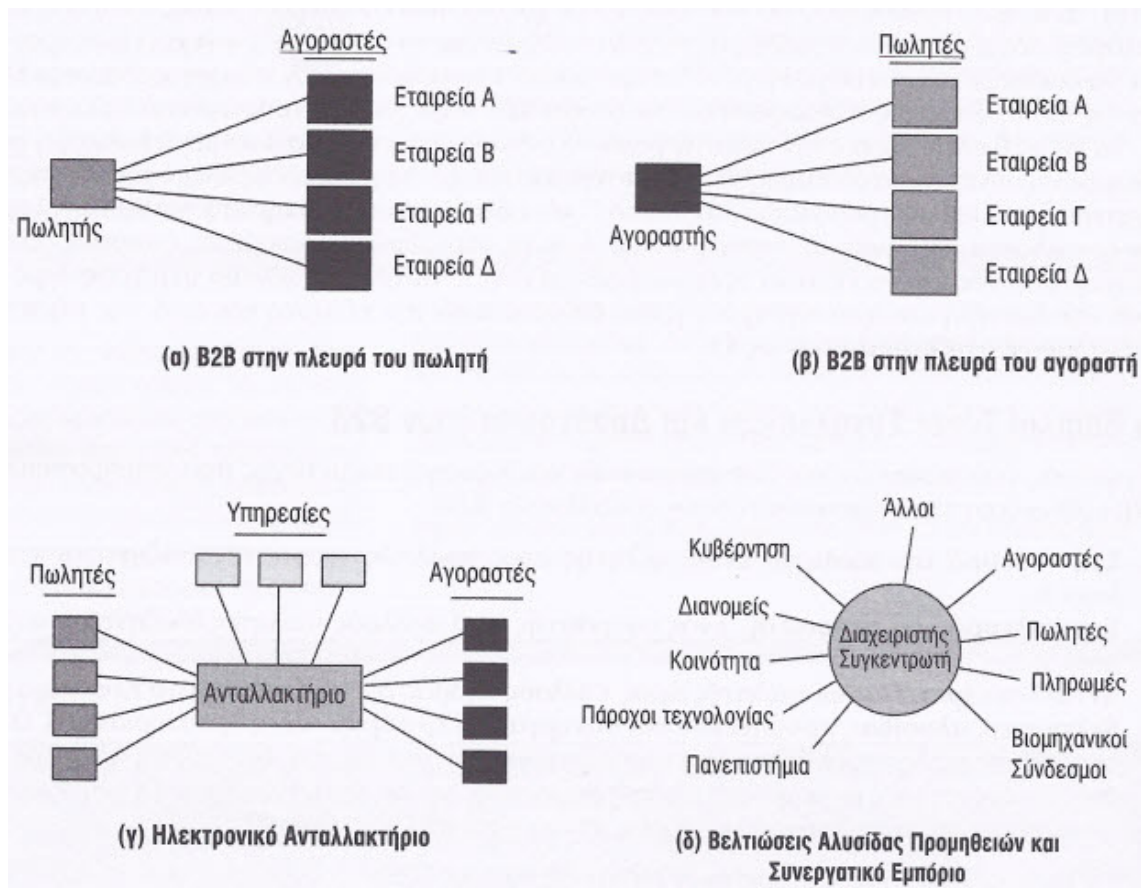 Αγοραστές
Εταιρεία Α
Εταιρεία Β
Εταιρεία Γ
Εταιρεία Δ
Πωλητής
(α) B2B στην πλευρά του πωλητή
Πωλητές
Εταιρεία Α
Εταιρεία Β
Εταιρεία Γ
Εταιρεία Δ
Αγοραστής
(β) B2B στην πλευρά του αγοραστή
Υπηρεσίες
Πωλητές
Αγοραστές
Ανταλλακτήριο
(γ) Ηλεκτρονικό Ανταλλακτήριο
Άλλοι
Κυβέρνηση
Αγοραστές
Διανομείς
Πωλητές
Διαχειριστής
Συγκεντρωτή
Κοινότητα
Πληρωμές
Πάροχοι τεχνολογίας
Πανεπιστήμια
Βιομηχανικοί
Σύνδεσμοι
(δ) Βελτιώσεις Αλυσίδας Προμηθειών και
Συνεργατικό Εμπόριο